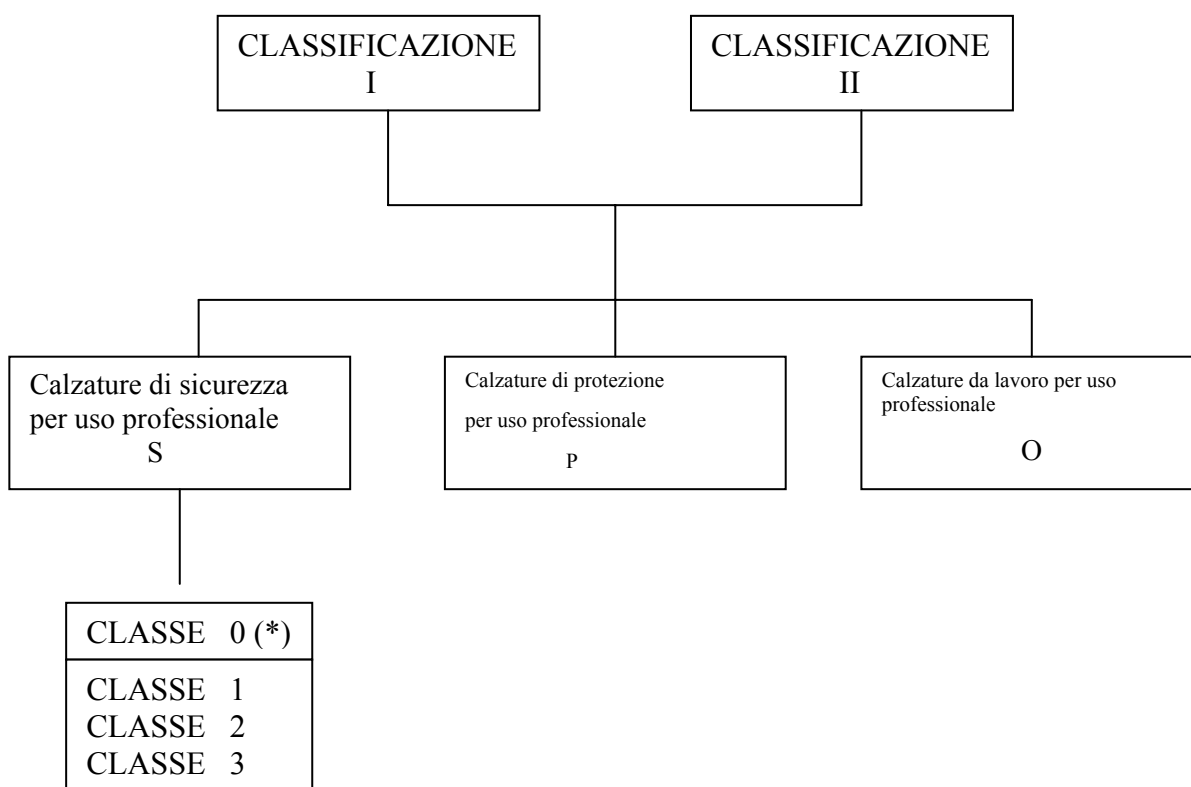 CLASSIFICAZIONE
I
CLASSIFICAZIONE
II
Calzature di sicurezza
per uso professionale
S
Calzature di protezione
per uso professionale
P
Calzature da lavoro per uso
professionale
O
CLASSE 0 (*)
CLASSE 1
CLASSE 2
CLASSE 3